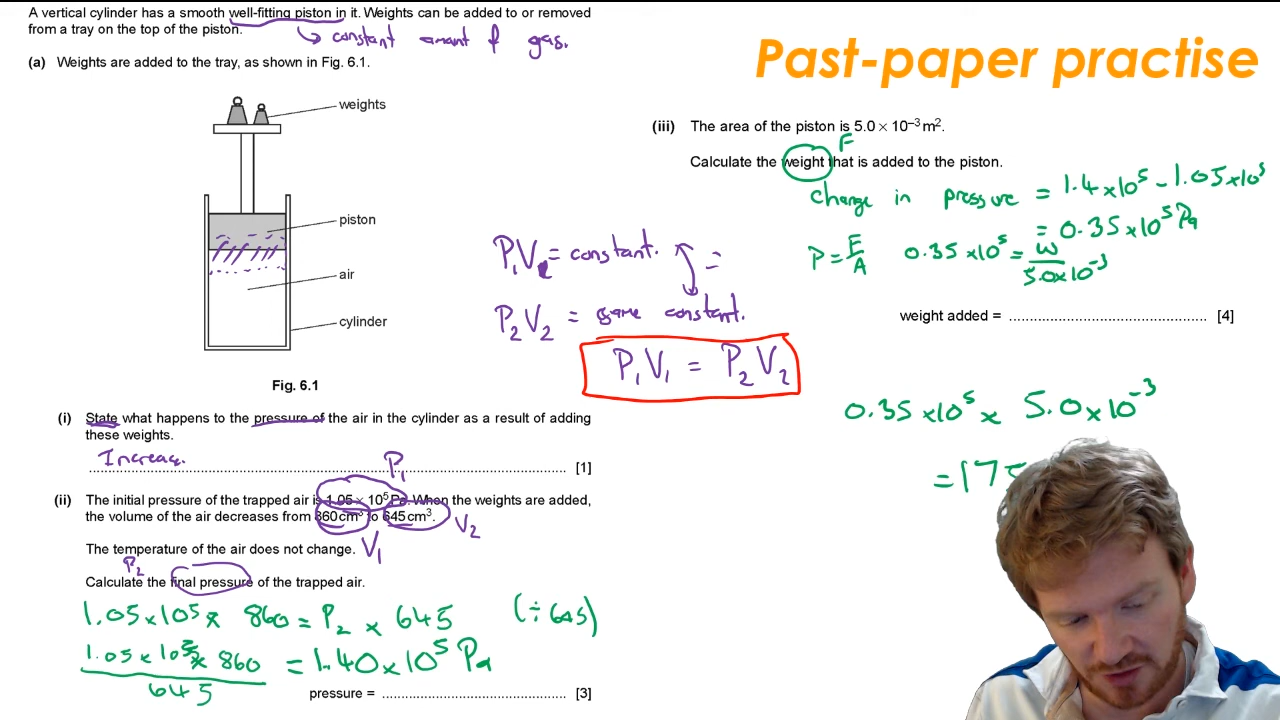 A vertical cylinder has a smooth well-fitting piston in it. Weights can be added to or removed
from a tray on the top of the piston.
↳ constant amant of gas.
(a) Weights are added to the tray, as shown in Fig. 6.1.
weights
piston
air
cylinder
Fig. 6.1
(i) State what happens to the pressure of the air in the cylinder as a result of adding
these weights.
Increase.
[1]
P₁
(ii) The initial pressure of the trapped air is 1.05 × 10⁵ Pa. When the weights are added,
the volume of the air decreases from 860 cm³ to 645 cm³.
V₁
V₂
The temperature of the air does not change.
P₂
Calculate the final pressure of the trapped air.
1.05×105 × 860 = P₂ × 645 (÷645)
1.05×10⁵ × 860
645
= 1.40×10⁵ Pa
pressure = .............................................. [3]
P₁V₁ = constant. =
P₂V₂ = same constant.
P₁V₁ = P₂V₂
Past-paper practise
(iii) The area of the piston is 5.0 × 10⁻³ m².
F
Calculate the weight that is added to the piston.
change in pressure = 1.4×10⁵ - 1.05×10⁵
= 0.35×10⁵ Pa
P = F/A 0.35×10⁵ = w/5.0×10⁻³
weight added = .............................................. [4]
0.35×10⁵ × 5.0×10⁻³
= 175